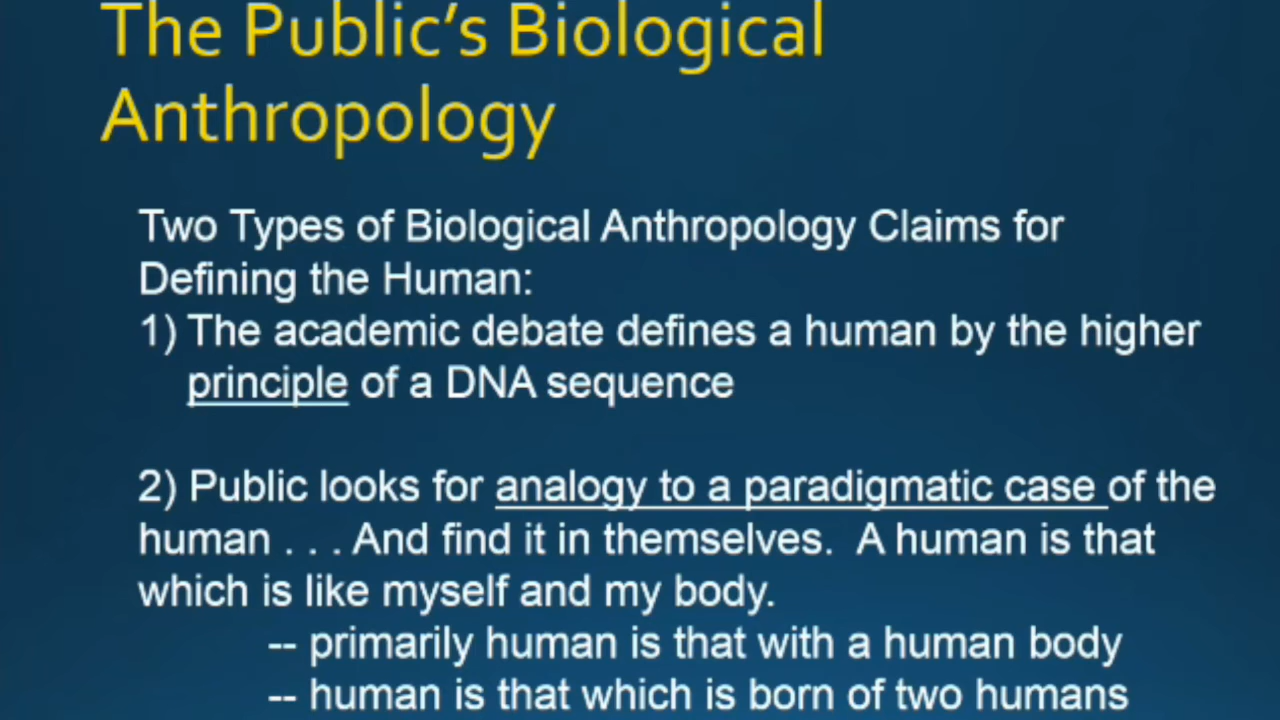 The Public's Biological
Anthropology
Two Types of Biological Anthropology Claims for
Defining the Human:
1) The academic debate defines a human by the higher
principle of a DNA sequence
2) Public looks for analogy to a paradigmatic case of the
human . . . And find it in themselves.  A human is that
which is like myself and my body.
-- primarily human is that with a human body
-- human is that which is born of two humans